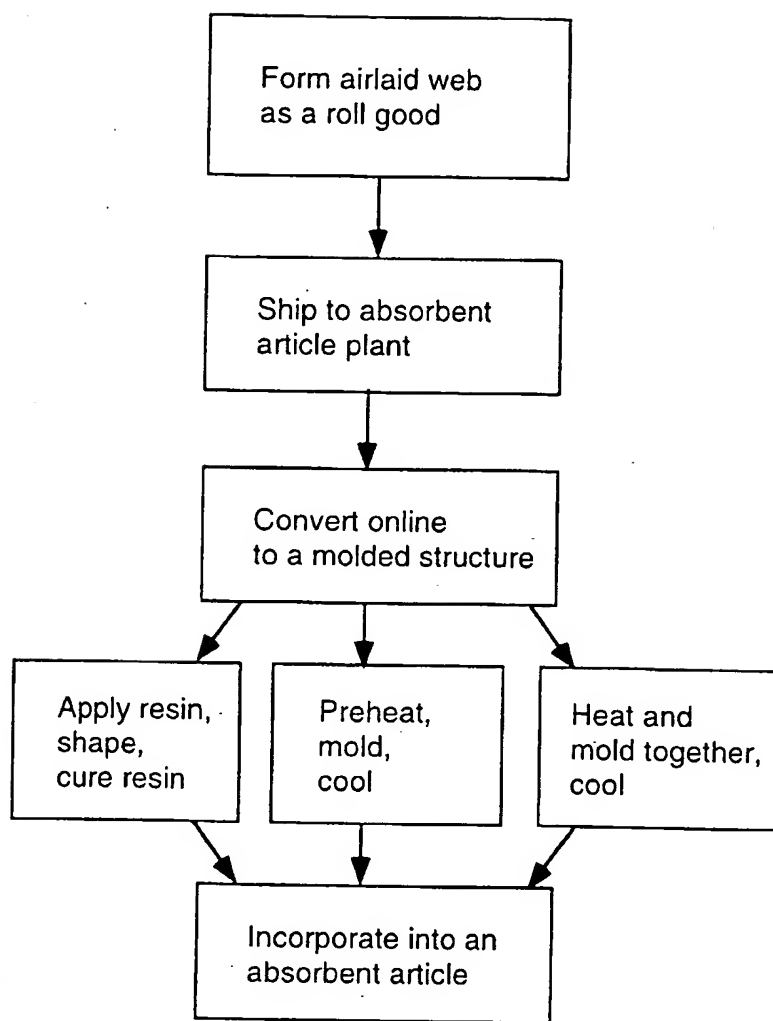 Form airlaid web
as a roll good
Ship to absorbent
article plant
Convert online
to a molded structure
Apply resin,
shape,
cure resin
Preheat,
mold,
cool
Heat and
mold together,
cool
Incorporate into an
absorbent article